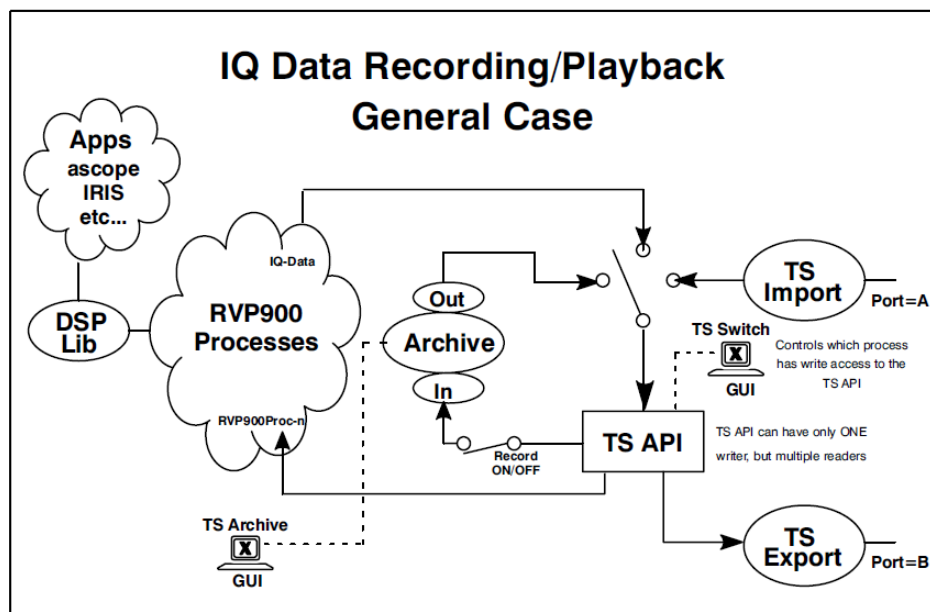 IQ Data Recording/Playback
General Case
Apps
ascope
IRIS
etc...
DSP
Lib
IQ-Data
RVP900
Processes
RVP900Proc-n
Out
Archive
In
Record
ON/OFF
TS
Import
Port=A
TS Switch
X
GUI
Controls which process
has write access to the
TS API
TS API
TS API can have only ONE
writer, but multiple readers
TS Archive
X
GUI
TS
Export
Port=B